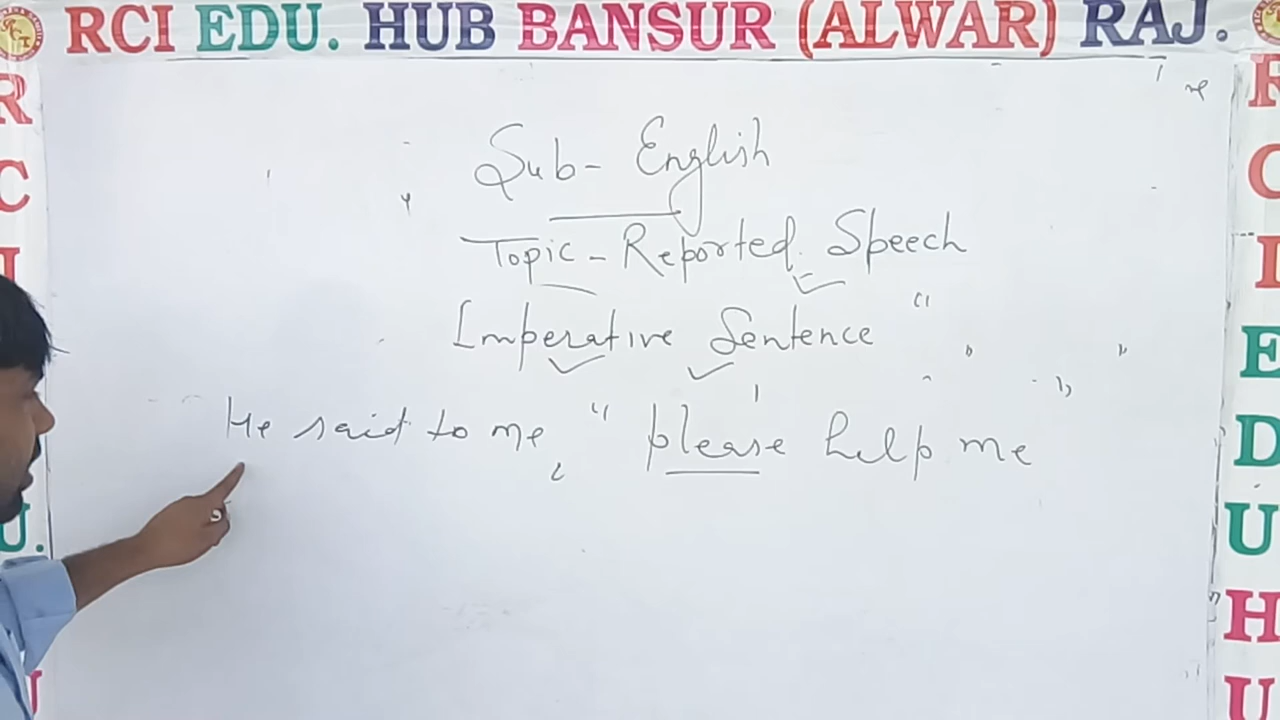 RCI EDU. HUB BANSUR (ALWAR) RAJ.
Sub- English
Topic - Reported Speech
Imperative Sentence
He said to me, "please help me"
R
C
I
U.
R
C
I
E
D
U
H
U